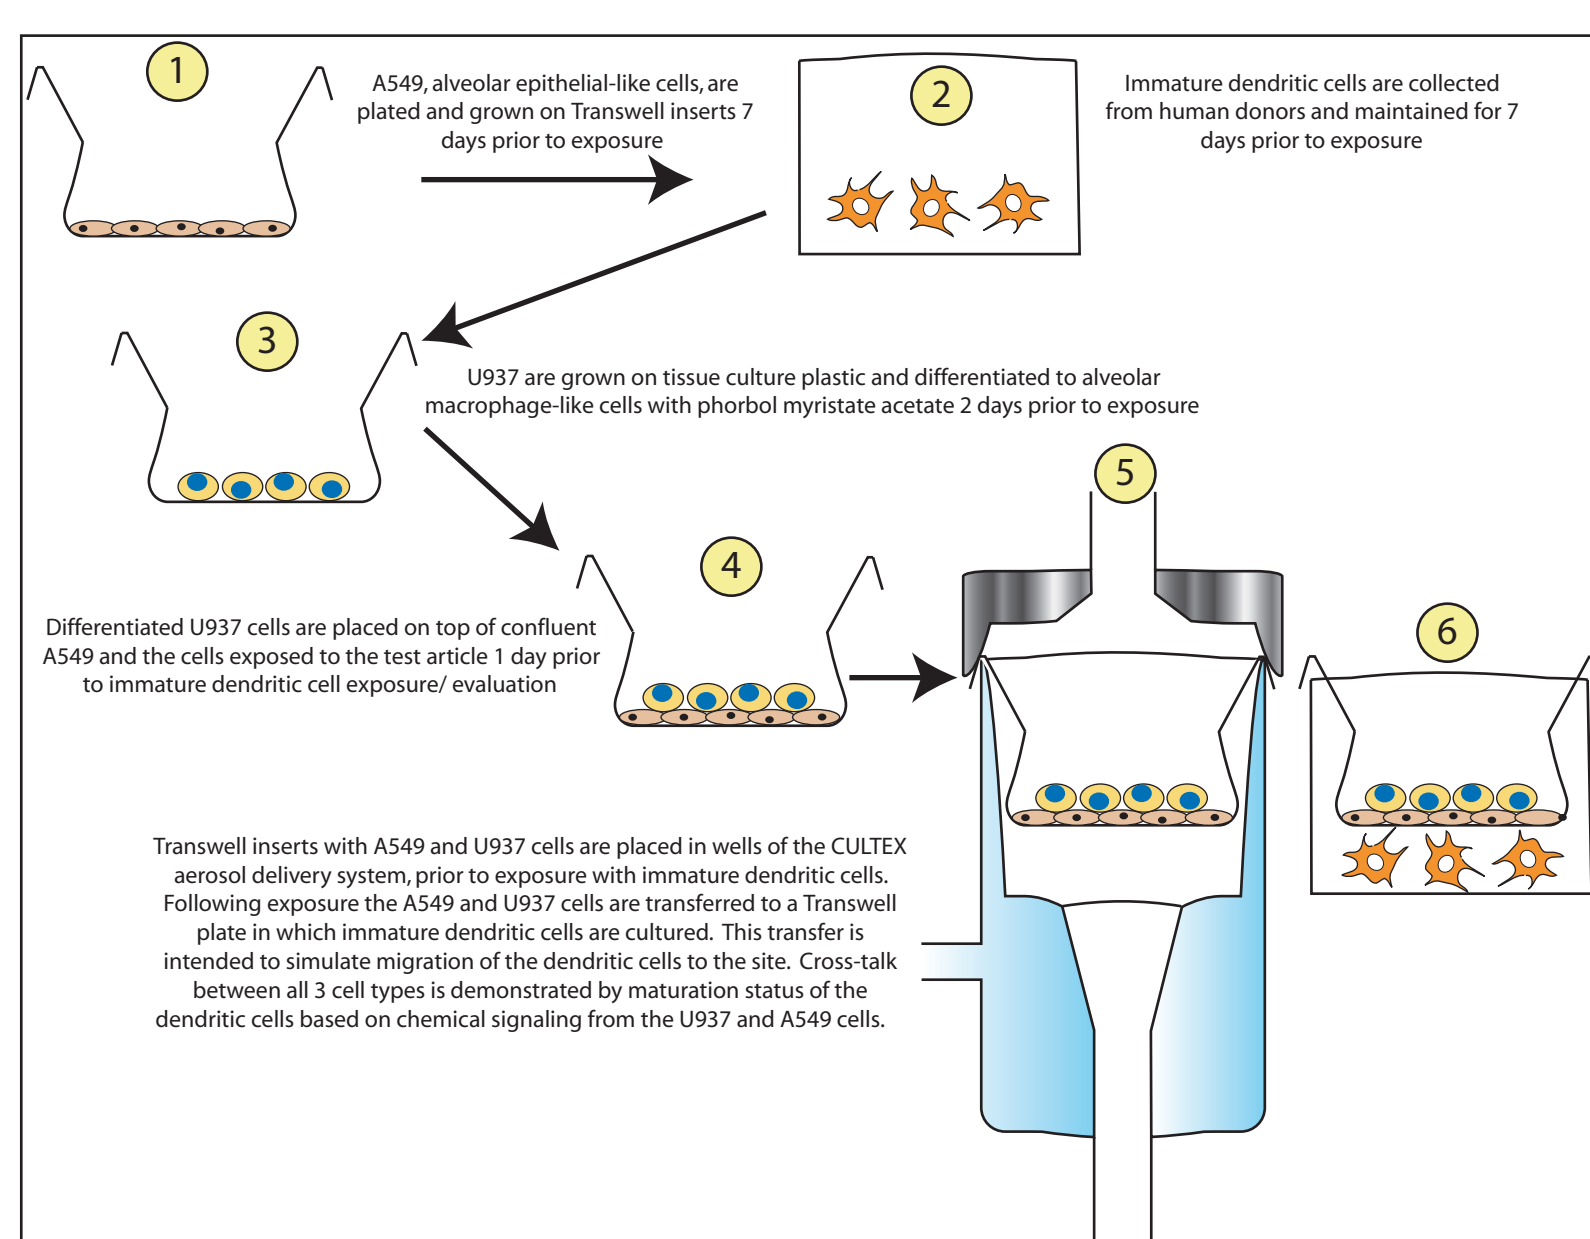 1
A549, alveolar epithelial-like cells, are
plated and grown on Transwell inserts 7
days prior to exposure
2
Immature dendritic cells are collected
from human donors and maintained for 7
days prior to exposure
3
U937 are grown on tissue culture plastic and differentiated to alveolar
macrophage-like cells with phorbol myristate acetate 2 days prior to exposure
4
Differentiated U937 cells are placed on top of confluent
A549 and the cells exposed to the test article 1 day prior
to immature dendritic cell exposure/ evaluation
5
6
Transwell inserts with A549 and U937 cells are placed in wells of the CULTEX
aerosol delivery system, prior to exposure with immature dendritic cells.
Following exposure the A549 and U937 cells are transferred to a Transwell
plate in which immature dendritic cells are cultured.  This transfer is
intended to simulate migration of the dendritic cells to the site.  Cross-talk
between all 3 cell types is demonstrated by maturation status of the
dendritic cells based on chemical signaling from the U937 and A549 cells.